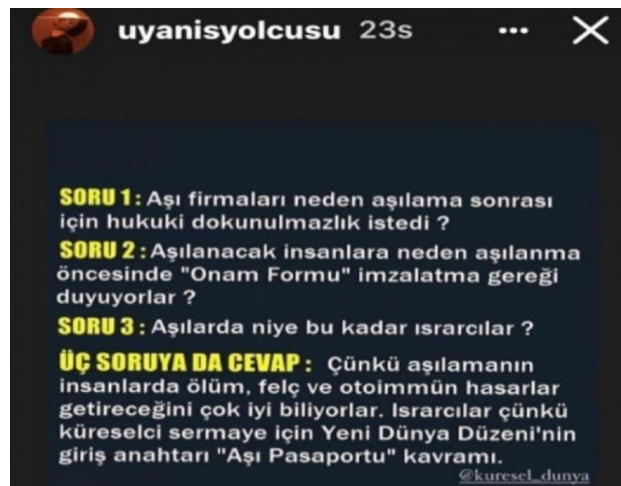 uyanisyolcusu 23s
SORU 1 : Aşı firmaları neden aşılama sonrası
için hukuki dokunulmazlık istedi ?
SORU 2 : Aşılanacak insanlara neden aşılanma
öncesinde "Onam Formu" imzalatma gereği
duyuyorlar ?
SORU 3 : Aşılarda niye bu kadar ısrarcılar ?
ÜÇ SORUYA DA CEVAP : Çünkü aşılamanın
insanlarda ölüm, felç ve otoimmün hasarlar
getireceğini çok iyi biliyorlar. Israrcılar çünkü
küreselci sermaye için Yeni Dünya Düzeni'nin
giriş anahtarı "Aşı Pasaportu" kavramı.
@kuresel_dunya